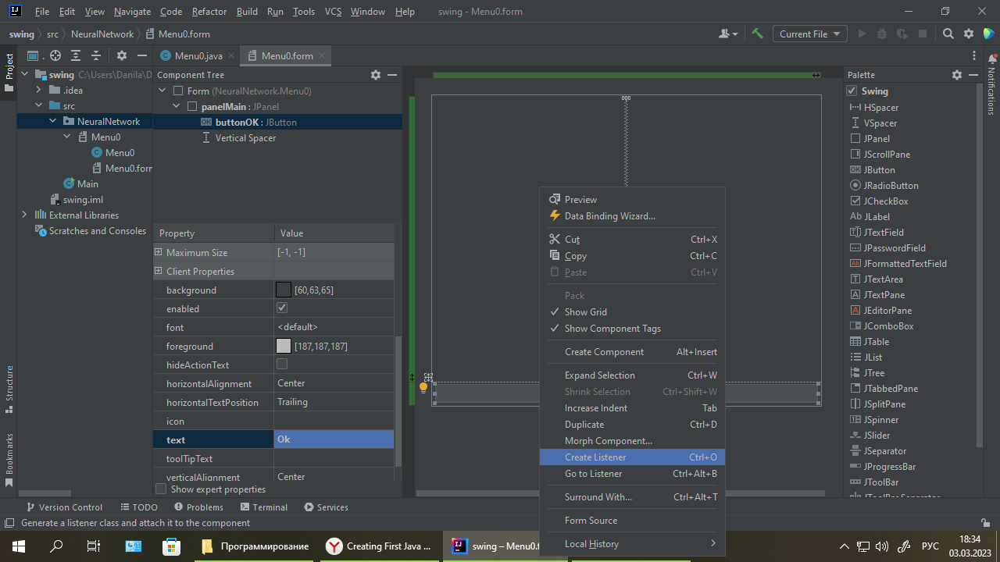 File Edit View Navigate Code Refactor Build Run Tools VCS Window Help swing - Menu0.form
swing src NeuralNetwork Menu0.form Current File
Menu0.java Menu0.form
Project
Structure
Bookmarks
swing C:\Users\Danila\D
.idea
src
NeuralNetwork
Menu0
Menu0
Menu0.form
Main
swing.iml
External Libraries
Scratches and Consoles
Component Tree
Form (NeuralNetwork.Menu0)
panelMain : JPanel
OK buttonOK : JButton
Vertical Spacer
Property Value
Maximum Size [-1, -1]
Client Properties
background [60,63,65]
enabled
font <default>
foreground [187,187,187]
hideActionText
horizontalAlignment Center
horizontalTextPosition Trailing
icon
text Ok
toolTipText
verticalAlignment Center
Show expert properties
Preview
Data Binding Wizard...
Cut Ctrl+X
Copy Ctrl+C
Paste Ctrl+V
Pack
Show Grid
Show Component Tags
Create Component Alt+Insert
Expand Selection Ctrl+W
Shrink Selection Ctrl+Shift+W
Increase Indent Tab
Duplicate Ctrl+D
Morph Component...
Create Listener Ctrl+O
Go to Listener Ctrl+Alt+B
Surround With... Ctrl+Alt+T
Form Source
Local History
Palette
Swing
HSpacer
VSpacer
JPanel
JScrollPane
OK JButton
JRadioButton
JCheckBox
Ab JLabel
JTextField
JPasswordField
JFormattedTextField
JTextArea
JTextPane
JEditorPane
JComboBox
JTable
JList
JTree
JTabbedPane
JSplitPane
JSpinner
JSlider
JSeparator
JProgressBar
JToolBar
JToolBar Separator
Notifications
Version Control TODO Problems Terminal Services
Generate a listener class and attach it to the component
Программирование Creating First Java ... swing – Menu0.f РУС 18:34
03.03.2023